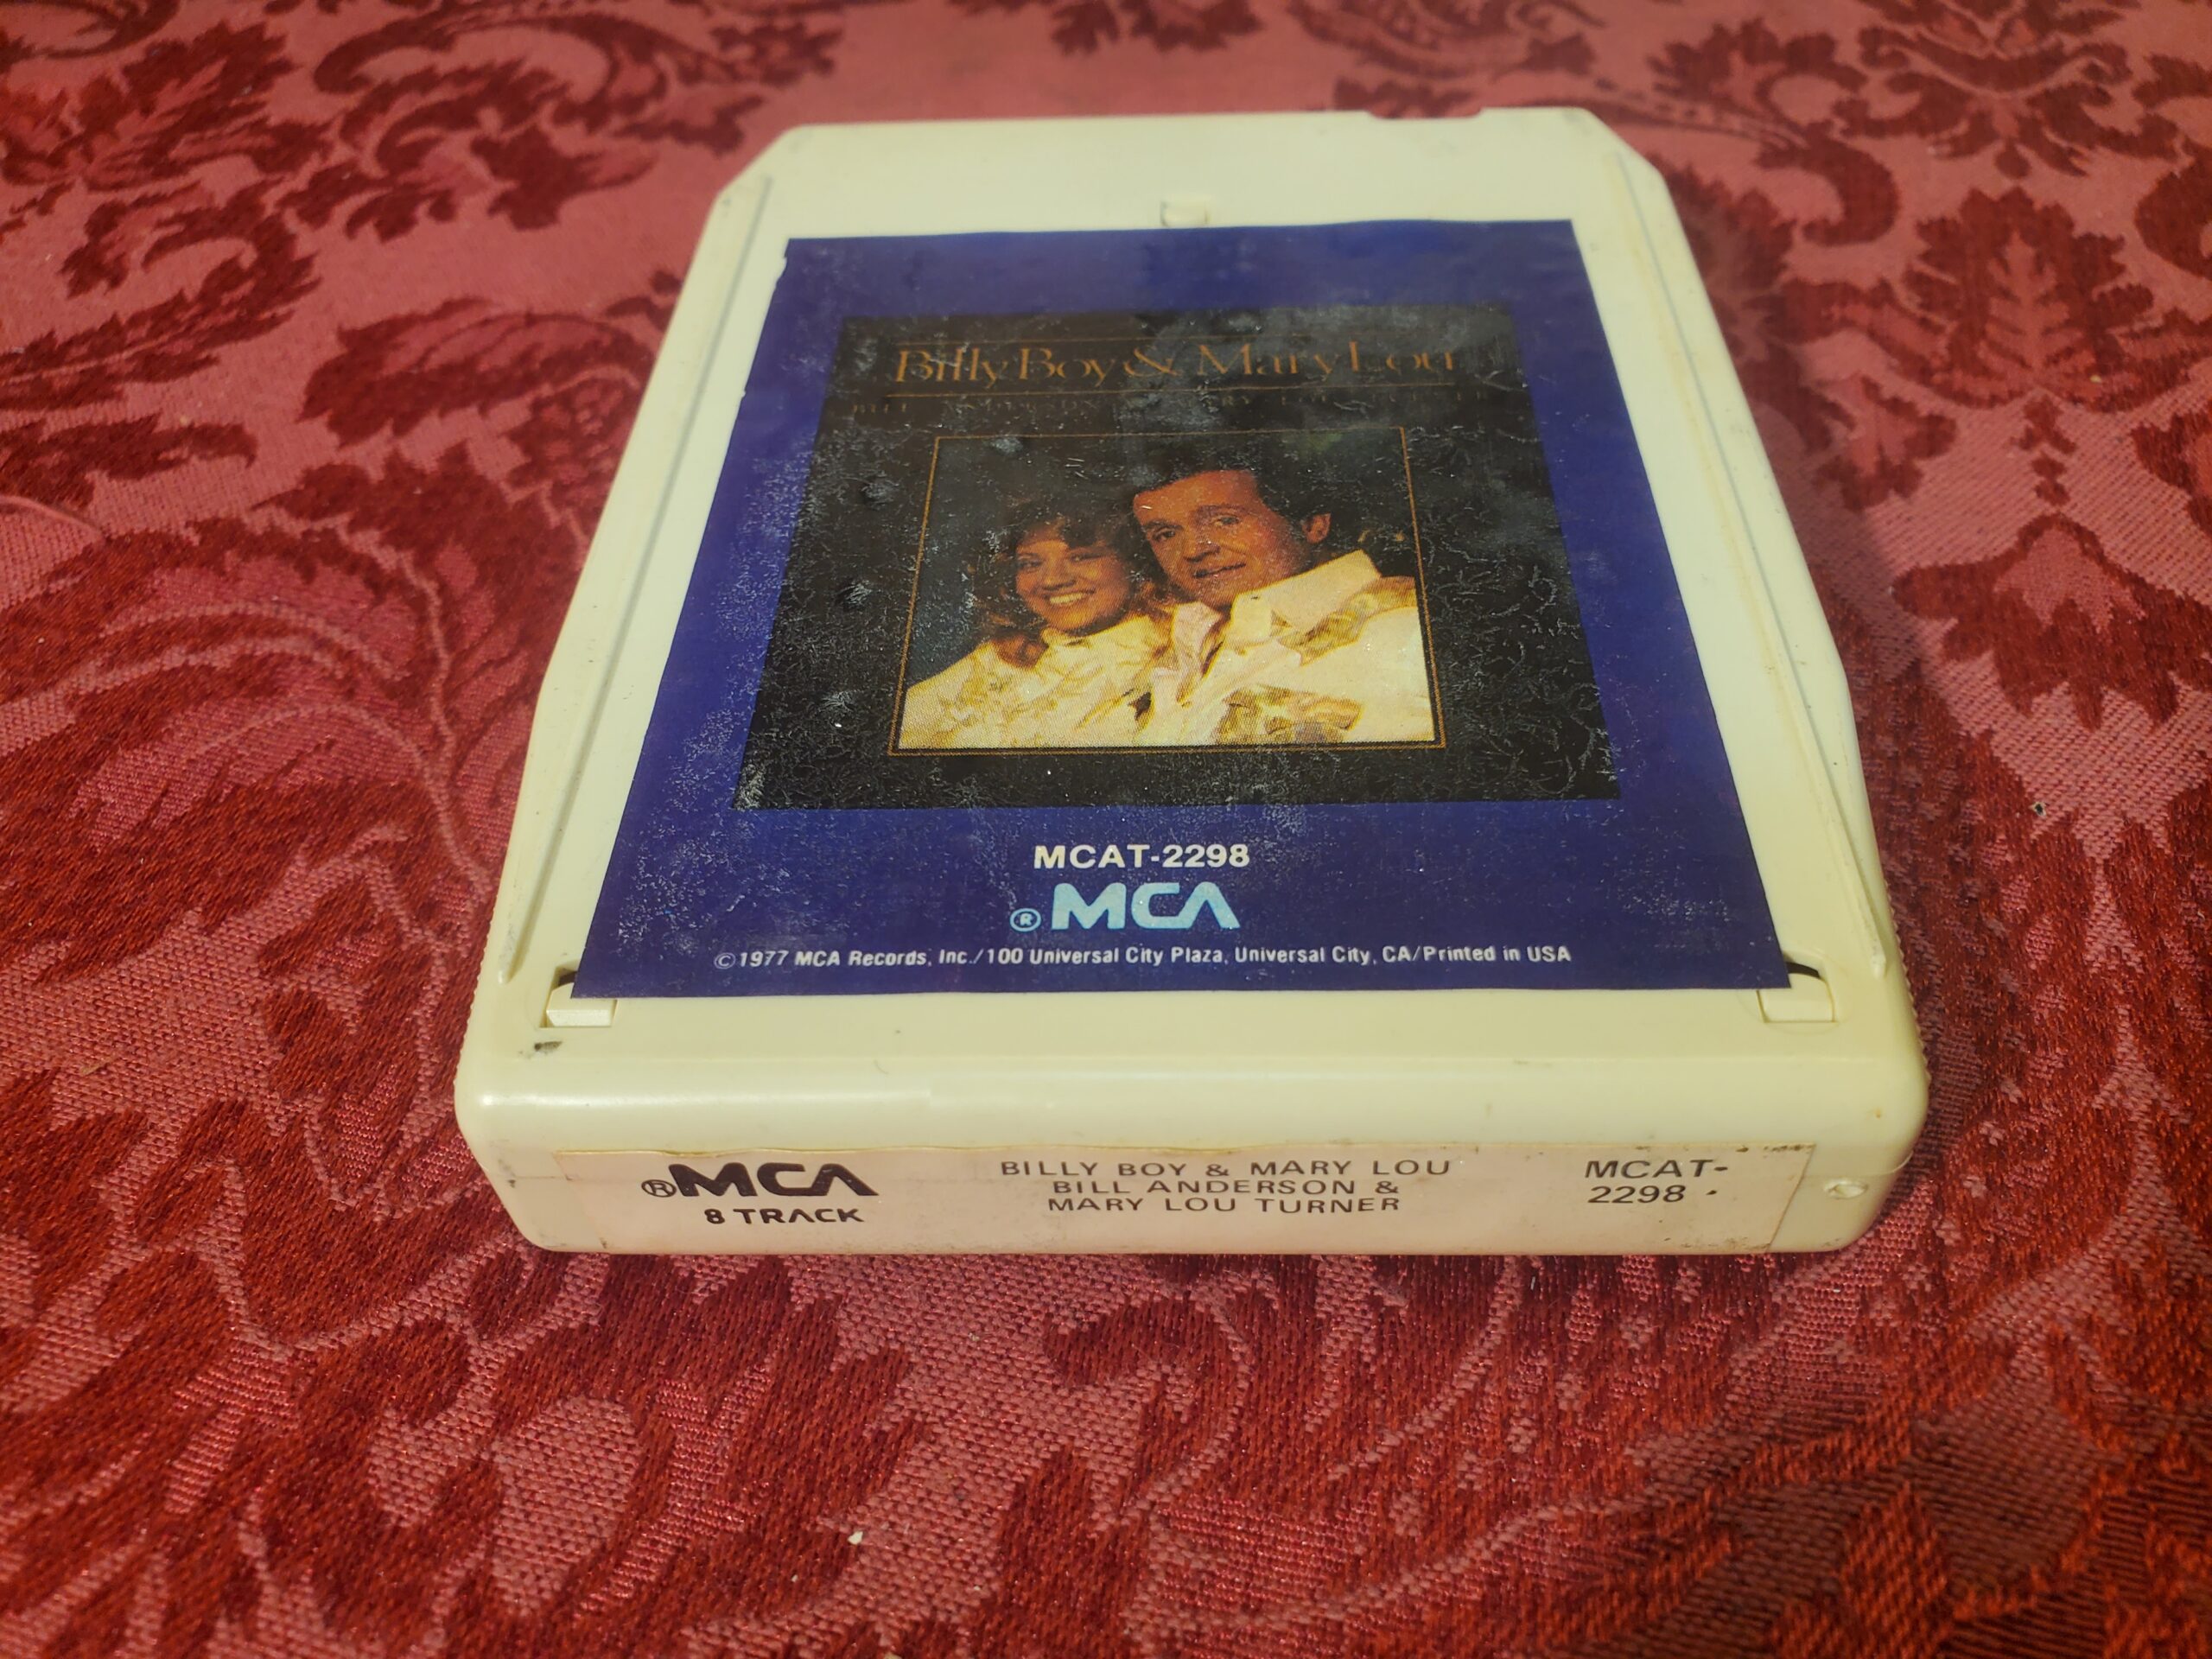 Billy Boy & Mary Lou
MCAT-2298
® MCA
© 1977 MCA Records, Inc./100 Universal City Plaza, Universal City, CA/Printed in USA
®MCA
8 TRACK
BILLY BOY & MARY LOU
BILL ANDERSON &
MARY LOU TURNER
MCAT-
2298